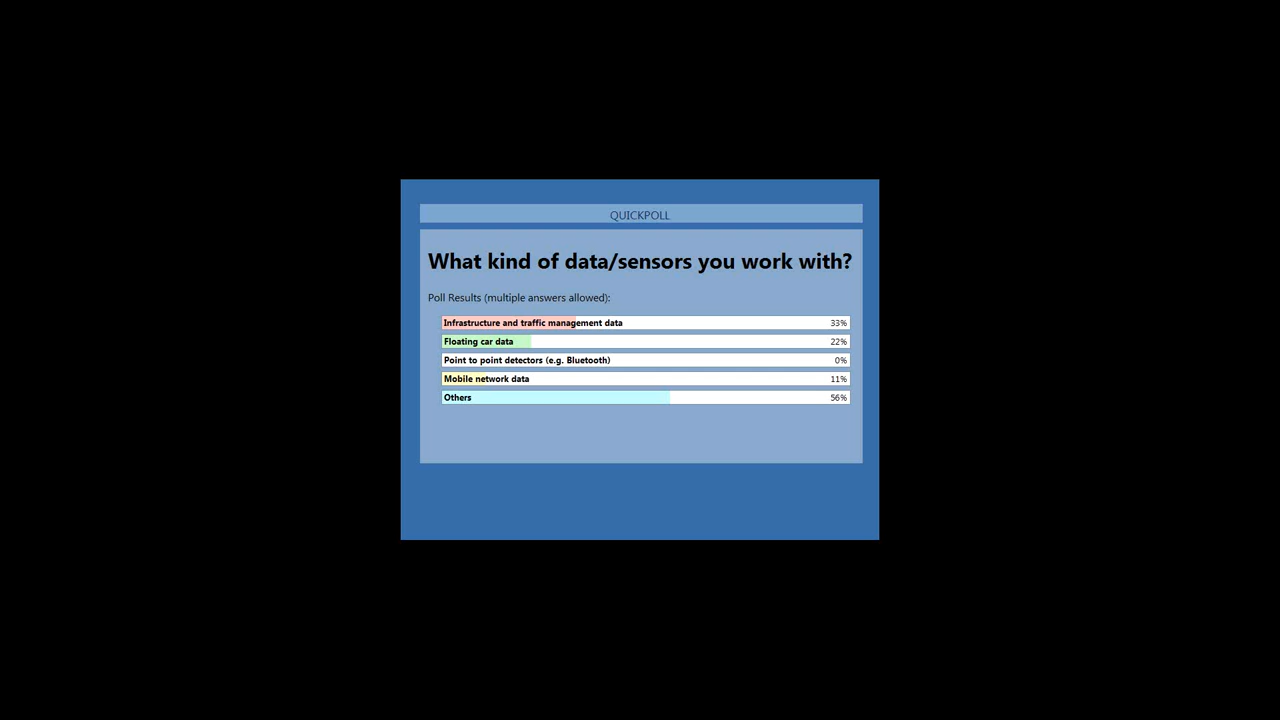 QUICKPOLL
What kind of data/sensors you work with?
Poll Results (multiple answers allowed):
Infrastructure and traffic management data 33%
Floating car data 22%
Point to point detectors (e.g. Bluetooth) 0%
Mobile network data 11%
Others 56%